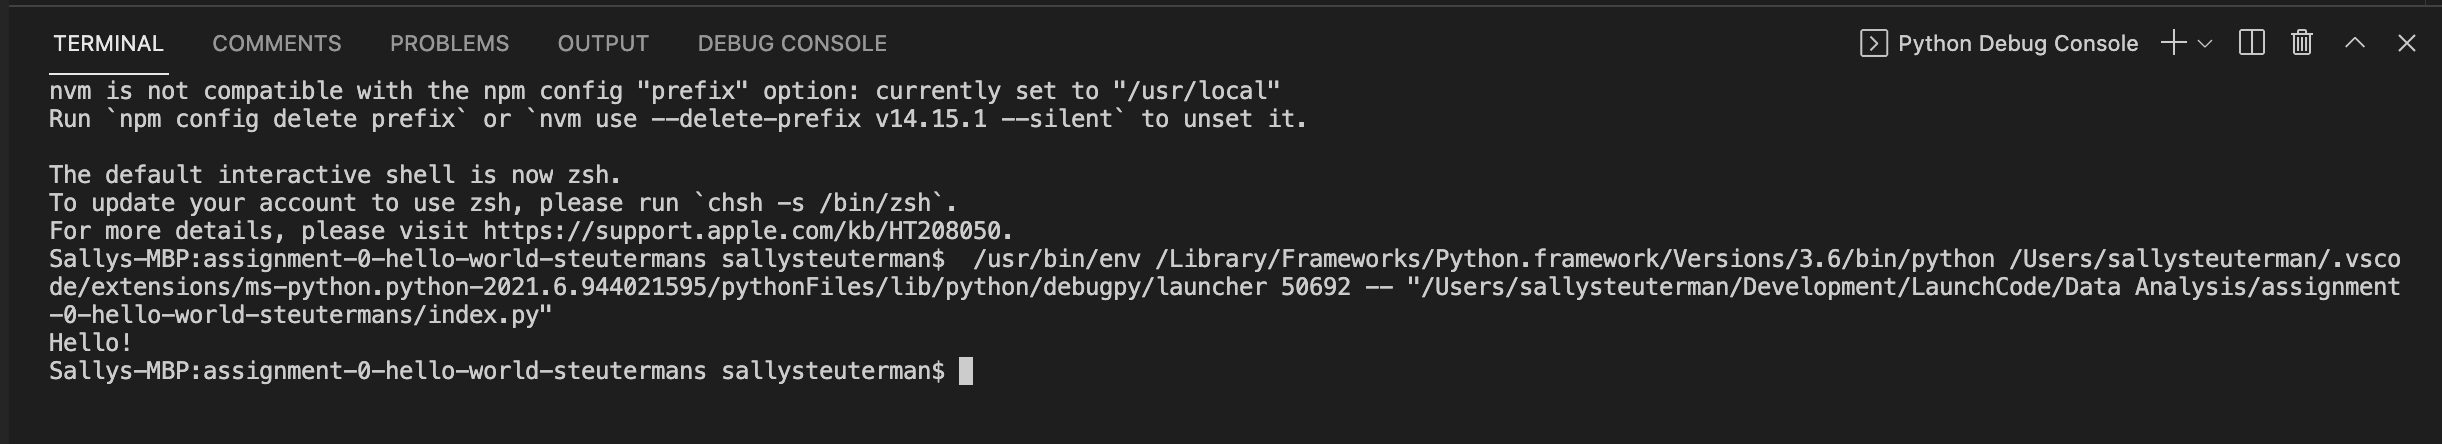 TERMINAL COMMENTS PROBLEMS OUTPUT DEBUG CONSOLE Python Debug Console
nvm is not compatible with the npm config "prefix" option: currently set to "/usr/local"
Run `npm config delete prefix` or `nvm use --delete-prefix v14.15.1 --silent` to unset it.
The default interactive shell is now zsh.
To update your account to use zsh, please run `chsh -s /bin/zsh`.
For more details, please visit https://support.apple.com/kb/HT208050.
Sallys-MBP:assignment-0-hello-world-steutermans sallysteuterman$  /usr/bin/env /Library/Frameworks/Python.framework/Versions/3.6/bin/python /Users/sallysteuterman/.vsco
de/extensions/ms-python.python-2021.6.944021595/pythonFiles/lib/python/debugpy/launcher 50692 -- "/Users/sallysteuterman/Development/LaunchCode/Data Analysis/assignment
-0-hello-world-steutermans/index.py"
Hello!
Sallys-MBP:assignment-0-hello-world-steutermans sallysteuterman$